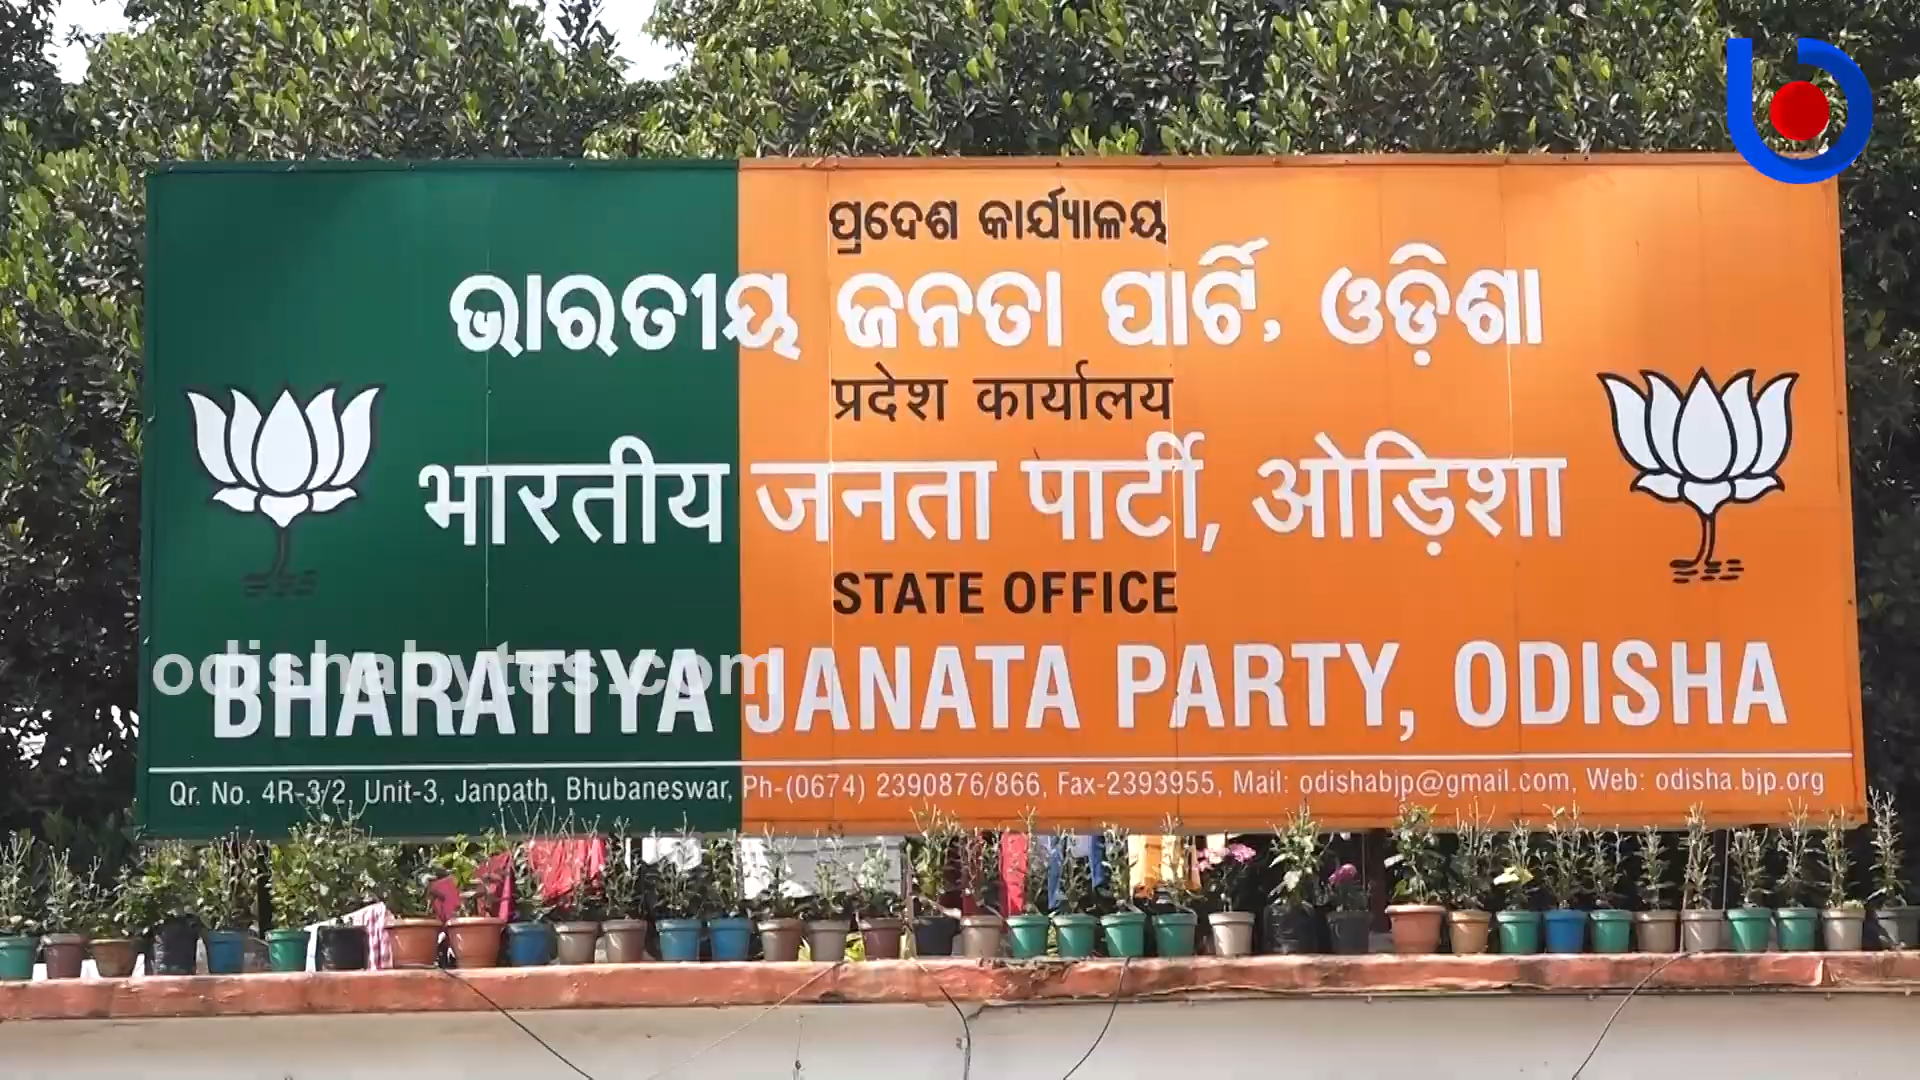 ପ୍ରଦେଶ କାର୍ଯ୍ୟାଳୟ
ଭାରତୀୟ ଜନତା ପାର୍ଟି, ଓଡ଼ିଶା
प्रदेश कार्यालय
भारतीय जनता पार्टी, ओड़िशा
STATE OFFICE
odishabytes.com
BHARATIYA JANATA PARTY, ODISHA
Qr. No. 4R-3/2, Unit-3, Janpath, Bhubaneswar, Ph-(0674) 2390876/866, Fax-2393955, Mail: odishabjp@gmail.com, Web: odisha.bjp.org